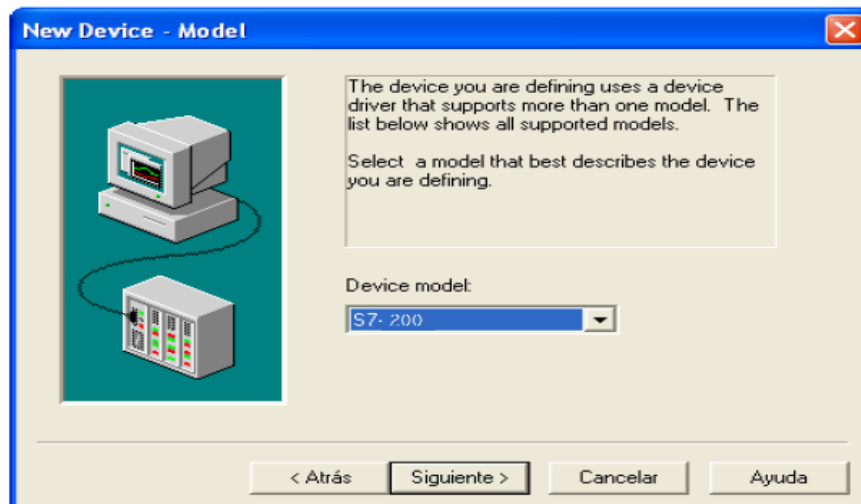 New Device - Model
The device you are defining uses a device
driver that supports more than one model. The
list below shows all supported models.
Select a model that best describes the device
you are defining.
Device model:
S7- 200
< Atrás
Siguiente >
Cancelar
Ayuda